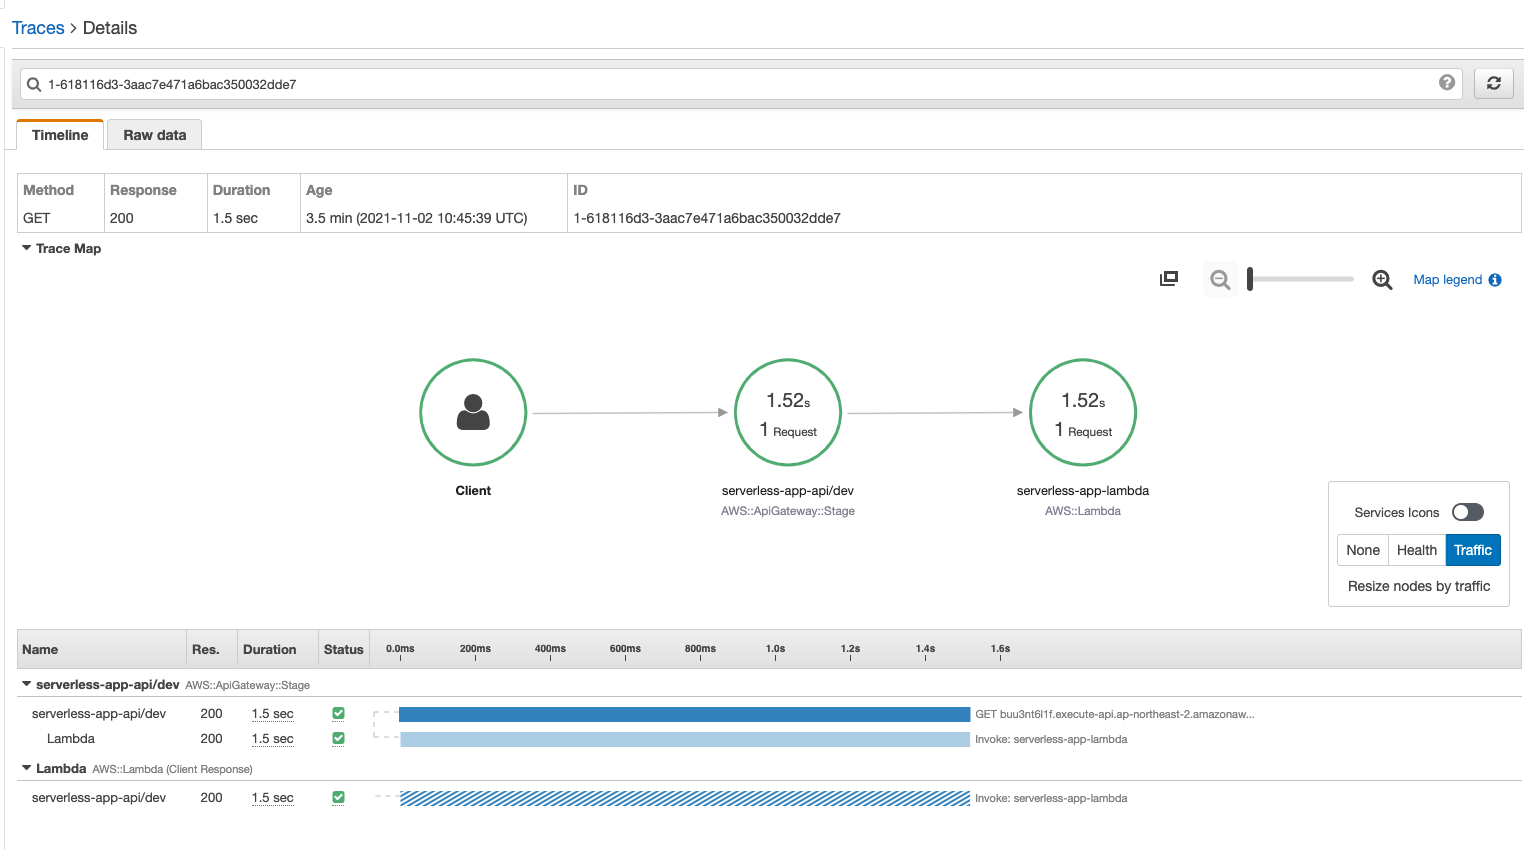 Traces > Details
1-618116d3-3aac7e471a6bac350032dde7
Timeline Raw data
Method Response Duration Age ID
GET 200 1.5 sec 3.5 min (2021-11-02 10:45:39 UTC) 1-618116d3-3aac7e471a6bac350032dde7
Trace Map
Map legend
1.52s 1.52s
1 Request 1 Request
Client serverless-app-api/dev serverless-app-lambda
AWS::ApiGateway::Stage AWS::Lambda
Services Icons
None Health Traffic
Resize nodes by traffic
Name Res. Duration Status 0.0ms 200ms 400ms 600ms 800ms 1.0s 1.2s 1.4s 1.6s
serverless-app-api/dev AWS::ApiGateway::Stage
serverless-app-api/dev 200 1.5 sec GET buu3nt6l1f.execute-api.ap-northeast-2.amazonaw...
Lambda 200 1.5 sec Invoke: serverless-app-lambda
Lambda AWS::Lambda (Client Response)
serverless-app-api/dev 200 1.5 sec Invoke: serverless-app-lambda